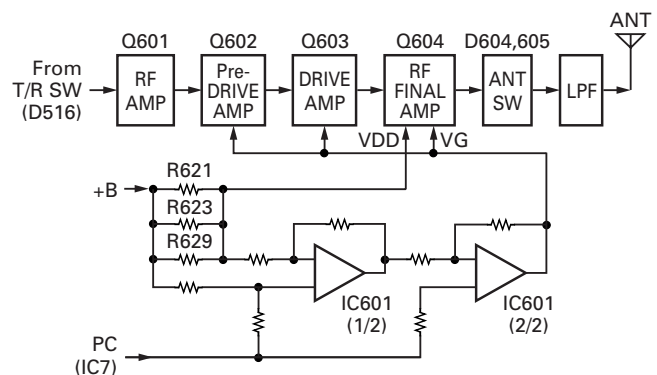 ANT
Q601
Q602
Q603
Q604
D604,605
From
T/R SW
(D516)
RF
AMP
Pre-
DRIVE
AMP
DRIVE
AMP
RF
FINAL
AMP
ANT
SW
LPF
VDD
VG
+B
R621
R623
R629
IC601
(1/2)
IC601
(2/2)
PC
(IC7)